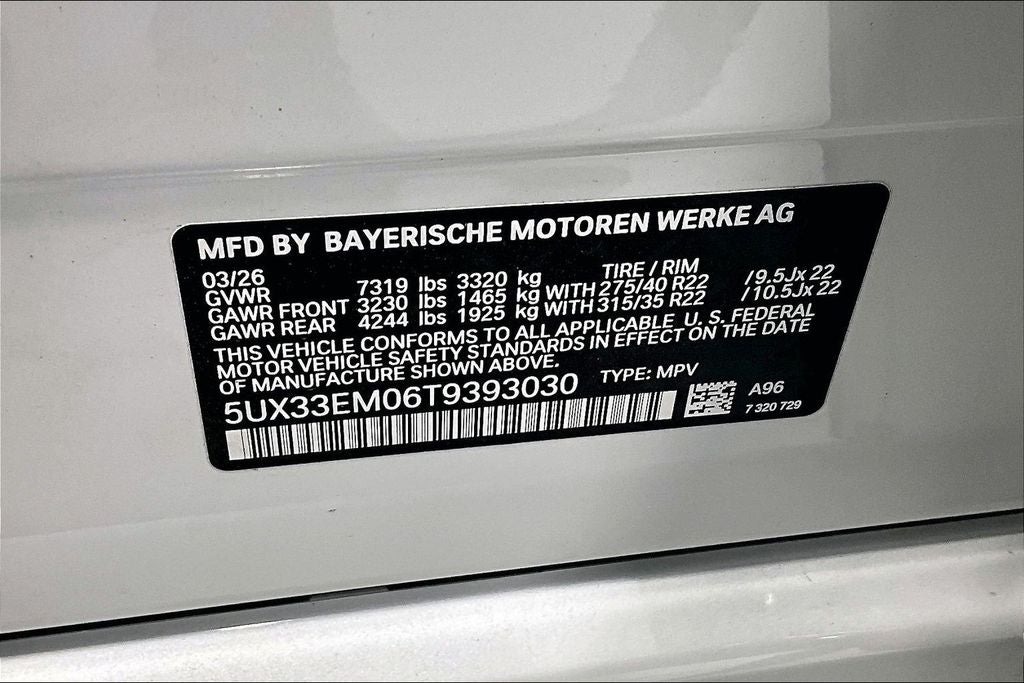 MFD BY BAYERISCHE MOTOREN WERKE AG
03/26 TIRE / RIM
GVWR 7319 lbs 3320 kg
GAWR FRONT 3230 lbs 1465 kg WITH 275/40 R22 /9.5Jx 22
GAWR REAR 4244 lbs 1925 kg WITH 315/35 R22 /10.5Jx 22
THIS VEHICLE CONFORMS TO ALL APPLICABLE U. S. FEDERAL
MOTOR VEHICLE SAFETY STANDARDS IN EFFECT ON THE DATE
OF MANUFACTURE SHOWN ABOVE.
5UX33EM06T9393030 TYPE: MPV
A96
7 320 729